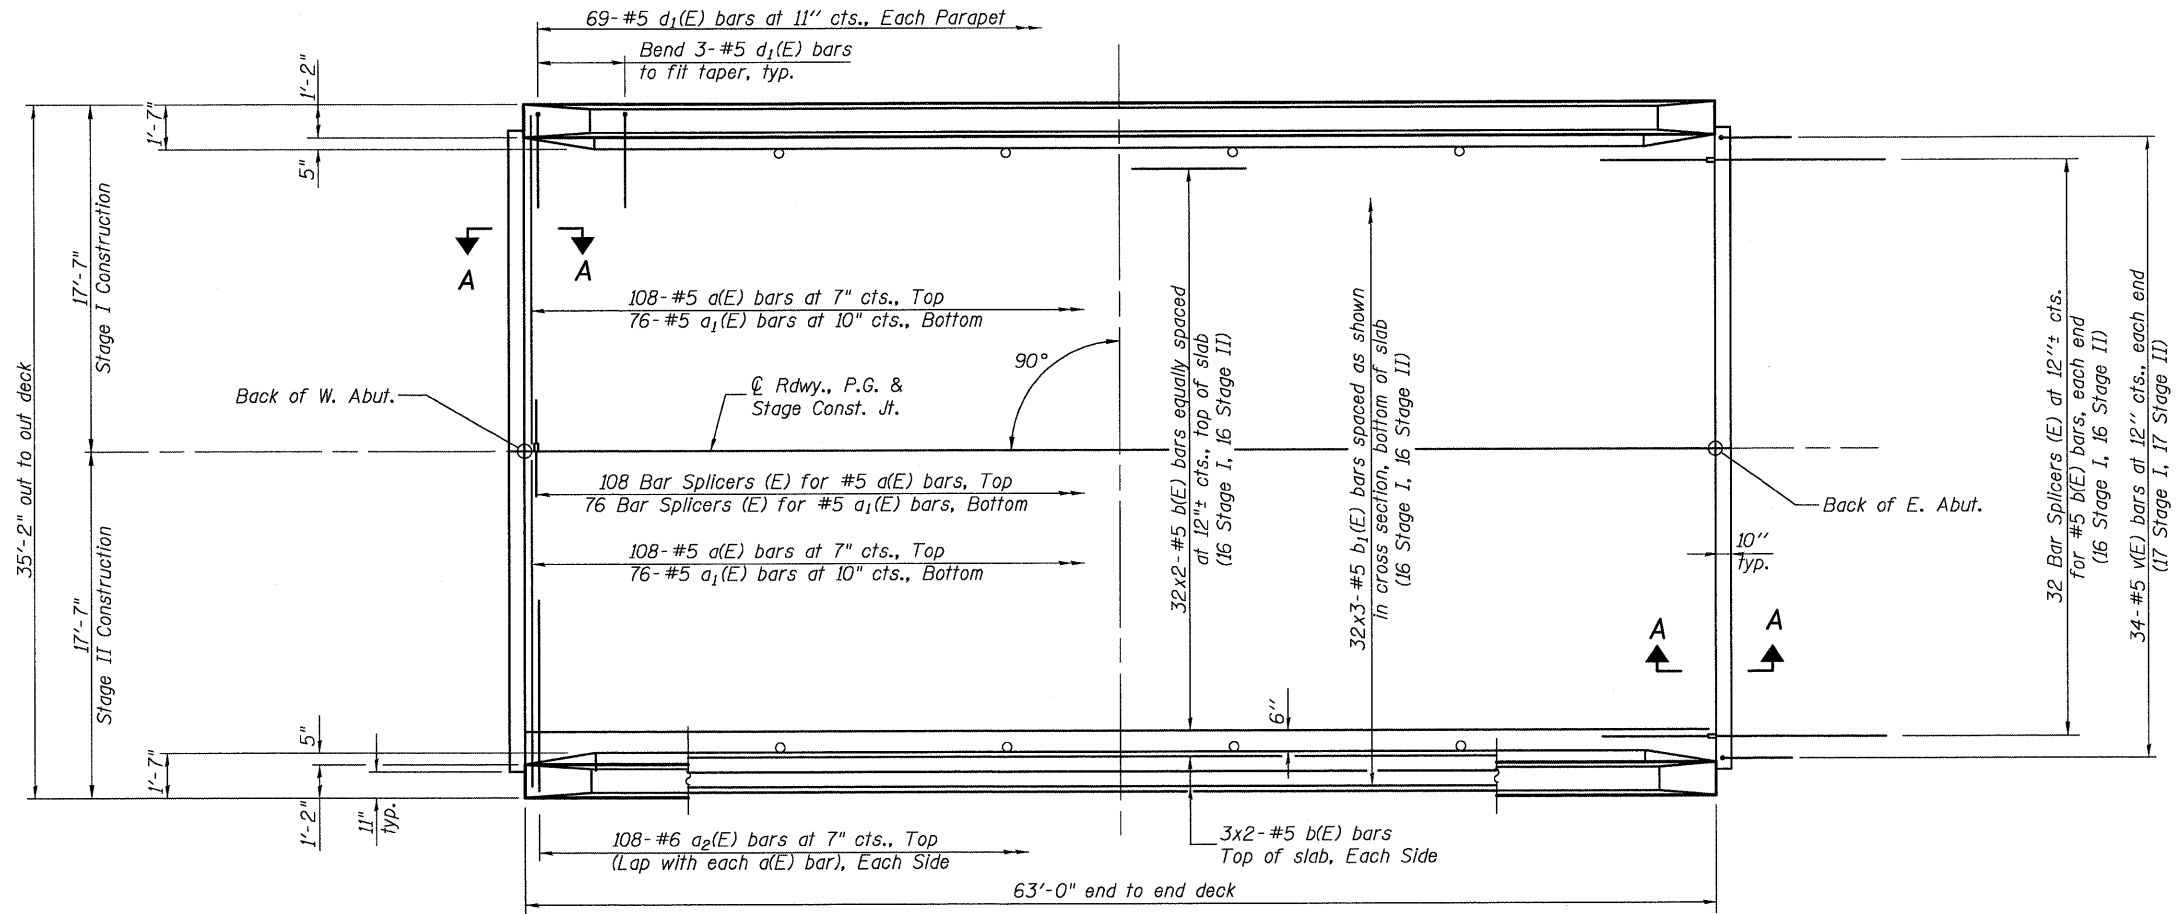 69-#5 d1(E) bars at 11" cts., Each Parapet
Bend 3-#5 d1(E) bars
to fit taper, typ.
1'-2"
1'-7"
5"
17'-7"
Stage I Construction
35'-2" out to out deck
17'-7"
Stage II Construction
A
A
108-#5 a(E) bars at 7" cts., Top
76-#5 a1(E) bars at 10" cts., Bottom
90°
℄ Rdwy., P.G. &
Stage Const. Jt.
Back of W. Abut.
108 Bar Splicers (E) for #5 a(E) bars, Top
76 Bar Splicers (E) for #5 a1(E) bars, Bottom
108-#5 a(E) bars at 7" cts., Top
76-#5 a1(E) bars at 10" cts., Bottom
32x2-#5 b(E) bars equally spaced
at 12"± cts., top of slab
(16 Stage I, 16 Stage II)
32x3-#5 b1(E) bars spaced as shown
in cross section, bottom of slab
(16 Stage I, 16 Stage II)
32 Bar Splicers (E) at 12"± cts.
for #5 b(E) bars, each end
(16 Stage I, 16 Stage II)
34-#5 v(E) bars at 12" cts., each end
(17 Stage I, 17 Stage II)
Back of E. Abut.
10"
typ.
A
A
6"
5"
1'-7"
1'-2"
11"
typ.
108-#6 a2(E) bars at 7" cts., Top
(Lap with each a(E) bar), Each Side
3x2-#5 b(E) bars
Top of slab, Each Side
63'-0" end to end deck